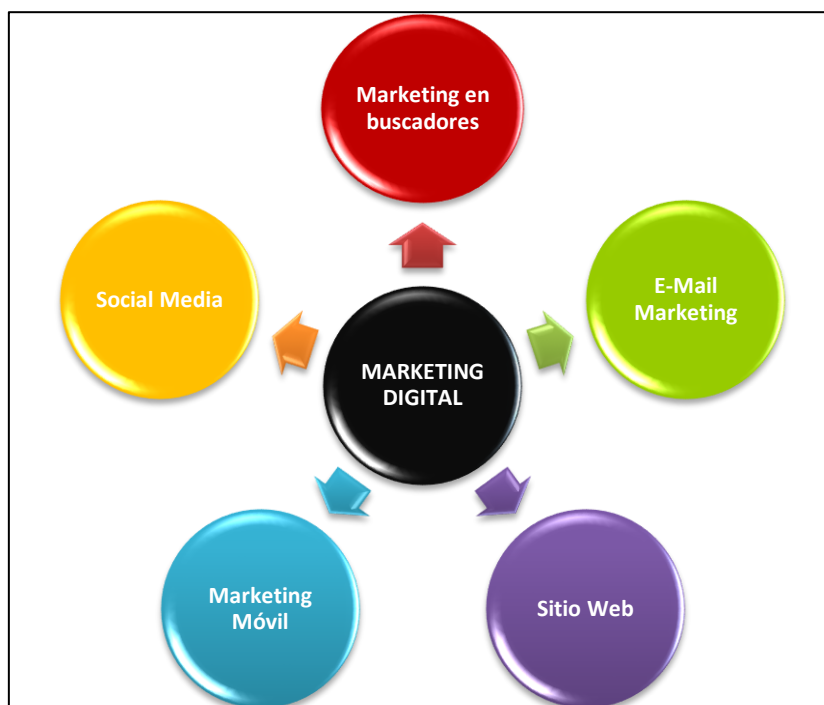 Marketing en
buscadores
Social Media
E-Mail
Marketing
MARKETING
DIGITAL
Marketing
Móvil
Sitio Web